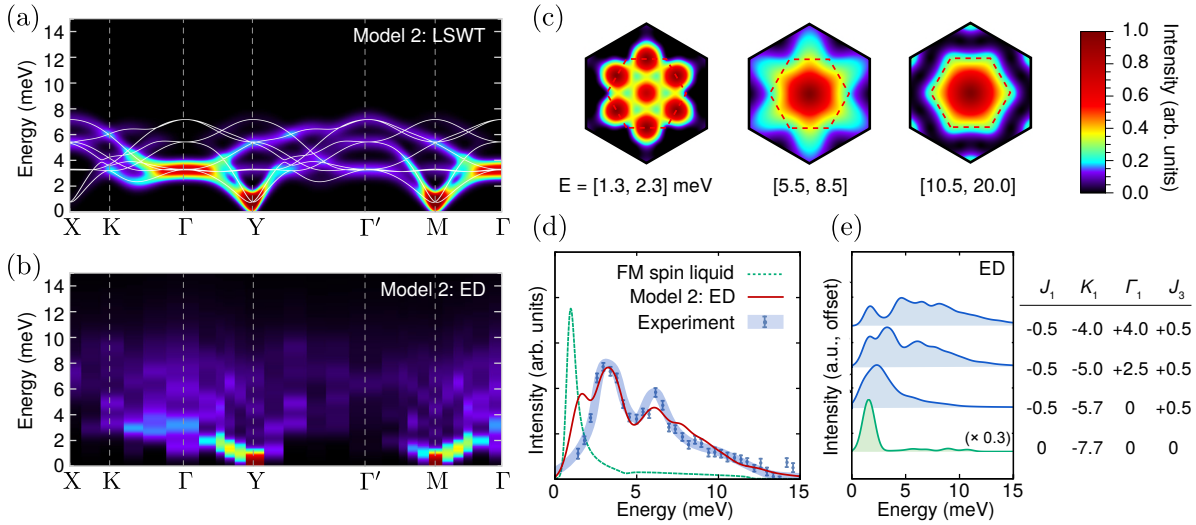 (a)
Model 2: LSWT
Energy (meV)
14
12
10
8
6
4
2
0
X K Γ Y Γ′ M Γ
(b)
Model 2: ED
Energy (meV)
14
12
10
8
6
4
2
0
X K Γ Y Γ′ M Γ
(c)
E = [1.3, 2.3] meV [5.5, 8.5] [10.5, 20.0]
1.0
0.8
0.6
0.4
0.2
0.0
Intensity (arb. units)
(d)
FM spin liquid
Model 2: ED
Experiment
Intensity (arb. units)
0 5 10 15
Energy (meV)
(e)
ED
Intensity (a.u., offset)
(× 0.3)
0 5 10 15
Energy (meV)
J1 K1 Γ1 J3
-0.5 -4.0 +4.0 +0.5
-0.5 -5.0 +2.5 +0.5
-0.5 -5.7 0 +0.5
0 -7.7 0 0